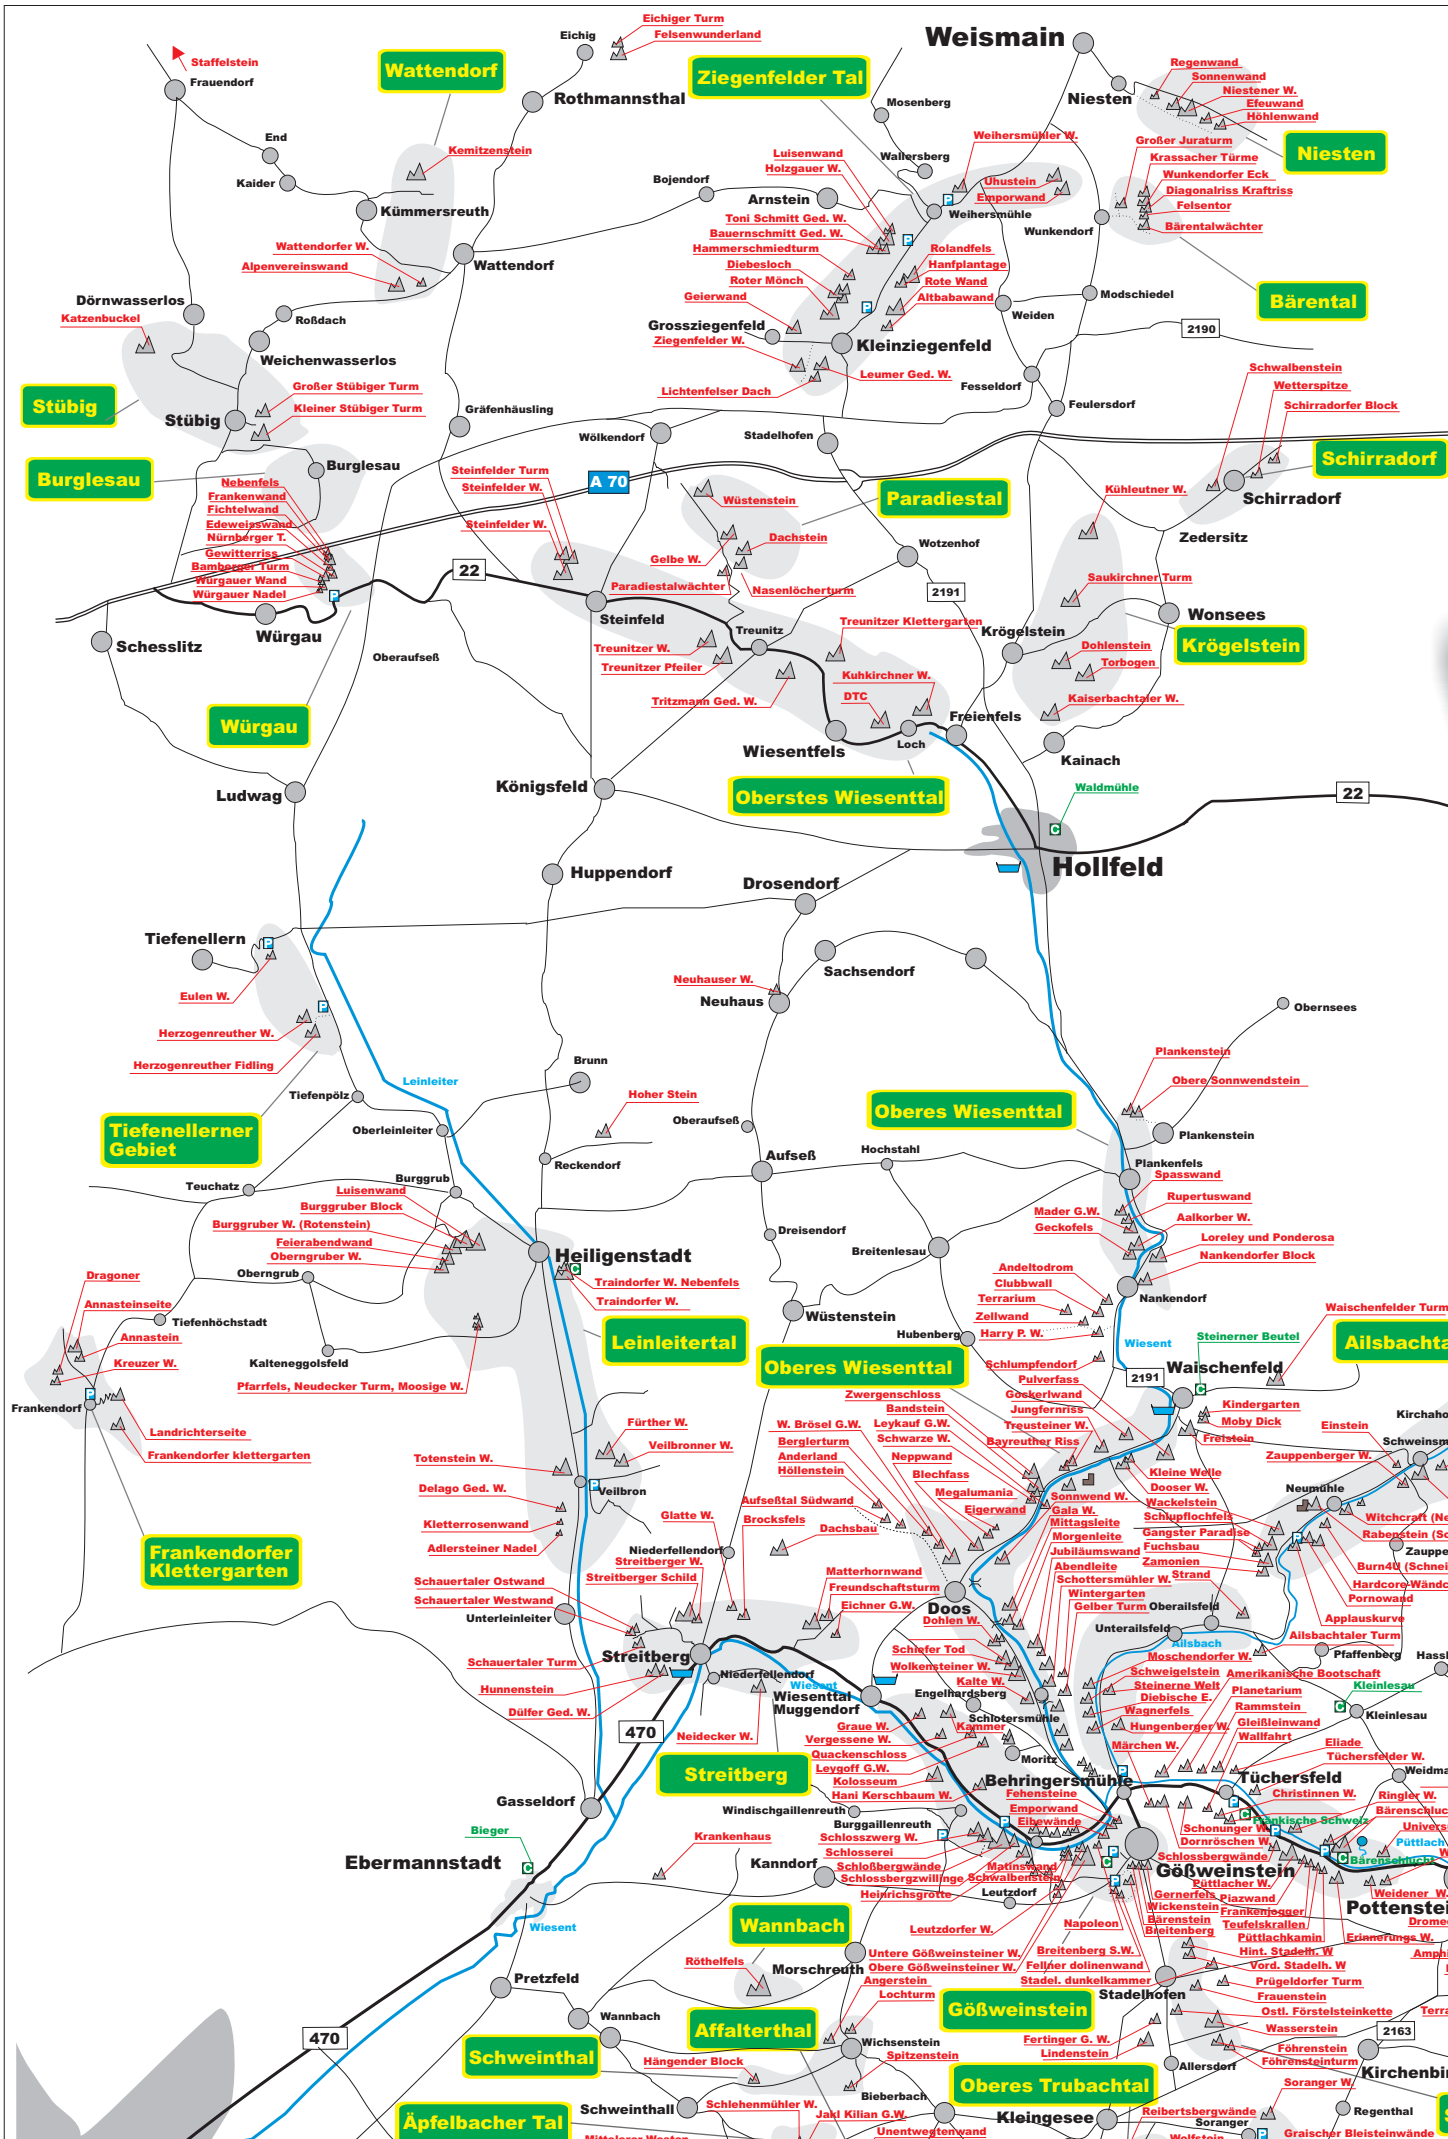 Eichiger Turm
Felsenwunderland
Eichig
Weismain
Staffelstein
Frauendorf
Wattendorf
Rothmannsthal
Ziegenfelder Tal
Mosenberg
Niesten
Regenwand
Sonnenwand
Niestener W.
Efeuwand
Höhlenwand
Niesten
End
Kaider
Kemitzenstein
Kümmersreuth
Bojendorf
Arnstein
Wallersberg
Luisenwand
Holzgauer W.
Weihersmühler W.
Uhustein
Emporwand
Weihersmühle
Großer Juraturm
Krassacher Türme
Wunkendorfer Eck
Diagonalriss Kraftriss
Felsentor
Bärentalwächter
Wunkendorf
Toni Schmitt Ged. W.
Bauernschmitt Ged. W.
Hammerschmiedturm
Diebesloch
Roter Mönch
Geierwand
Rolandfels
Hanfplantage
Rote Wand
Altbabawand
Wattendorfer W.
Alpenvereinswand
Wattendorf
Bärental
Modschiedel
Weiden
Dörnwasserlos
Katzenbuckel
Roßdach
Weichenwasserlos
Grossziegenfeld
Ziegenfelder W.
Kleinziegenfeld
Leumer Ged. W.
Lichtenfelser Dach
2190
Fesseldorf
Feulersdorf
Schwalbenstein
Wetterspitze
Schirradorfer Block
Stübig
Stübig
Großer Stübiger Turm
Kleiner Stübiger Turm
Gräfenhäusling
Wölkendorf
Stadelhofen
Burglesau
Burglesau
Schirradorf
Schirradorf
Nebenfels
Frankenwand
Fichtelwand
Edeweisswand
Nürnberger T.
Gewitterriss
Bamberger Turm
Würgauer Wand
Würgauer Nadel
Steinfelder Turm
Steinfelder W.
Steinfelder W.
A 70
Wüstenstein
Paradiestal
Gelbe W.
Dachstein
Paradiestalwächter
Nasenlöcherturm
Wotzenhof
Kühleutner W.
Zedersitz
22
2191
Saukirchner Turm
Wonsees
Krögelstein
Krögelstein
Dohlenstein
Torbogen
Kaiserbachtaler W.
Kainach
Schesslitz
Würgau
Würgau
Oberaufseß
Steinfeld
Treunitz
Treunitzer Klettergarten
Treunitzer W.
Treunitzer Pfeiler
Tritzmann Ged. W.
Kuhkirchner W.
DTC
Wiesentfels
Loch
Freienfels
Oberstes Wiesenttal
Ludwag
Königsfeld
Waldmühle
22
Hollfeld
Huppendorf
Drosendorf
Tiefenellern
Eulen W.
Herzogenreuther W.
Herzogenreuther Fidling
Neuhauser W.
Neuhaus
Sachsendorf
Obernsees
Leinleiter
Brunn
Tiefenpölz
Oberleinleiter
Tiefenellerner
Gebiet
Hoher Stein
Reckendorf
Oberaufseß
Aufseß
Hochstahl
Oberes Wiesenttal
Plankenstein
Obere Sonnwendstein
Plankenstein
Plankenfels
Teuchatz
Burggrub
Luisenwand
Burggruber Block
Burggruber W. (Rotenstein)
Feierabendwand
Oberngruber W.
Oberngrub
Heiligenstadt
Traindorfer W. Nebenfels
Traindorfer W.
Dreisendorf
Breitenlesau
Spasswand
Mader G.W.
Geckofels
Rupertuswand
Aalkorber W.
Loreley und Ponderosa
Nankendorfer Block
Nankendorf
Andeltodrom
Clubbwall
Terrarium
Zellwand
Harry P. W.
Schlumpfendorf
Dragoner
Annasteinseite
Annastein
Kreuzer W.
Tiefenhöchstadt
Kalteneggolsfeld
Pfarrfels, Neudecker Turm, Moosige W.
Leinleitertal
Wüstenstein
Hubenberg
Oberes Wiesenttal
Wiesent
Steinerner Beutel
Waischenfelder Turm
Waischenfeld
2191
Frankendorf
Landrichterseite
Frankendorfer klettergarten
Frankendorfer
Klettergarten
Totenstein W.
Delago Ged. W.
Kletterrosenwand
Adlersteiner Nadel
Fürther W.
Veilbronner W.
Veilbron
Zwergenschloss
Bandstein
W. Brösel G.W.
Leykauf G.W.
Berglerturm
Schwarze W.
Anderland
Neppwand
Höllenstein
Blechfass
Aufseßtal Südwand
Megalumania
Eigerwand
Pulverfass
Gockerlwand
Jungfernriss
Treusteiner W.
Bayreuther Riss
Kindergarten
Moby Dick
Freistein
Einstein
Zauppenberger W.
Neumühle
Kleine Welle
Dooser W.
Wackelstein
Schlupflochfels
Gangster Paradise
Fuchsbau
Zamonien
Strand
Sonnwend W.
Gala W.
Mittagsleite
Morgenleite
Jubiläumswand
Abendleite
Schottersmühler W.
Wintergarten
Gelber Turm
Oberailsfeld
Unterailsfeld
Ailsbach
Pornowand
Applauskurve
Ailsbachtaler Turm
Pfaffenberg
Glatte W.
Brocksfels
Dachsbau
Niederfellendorf
Streitberger W.
Streitberger Schild
Matterhornwand
Freundschaftsturm
Eichner G.W.
Schauertaler Ostwand
Schauertaler Westwand
Unterleinleiter
Schauertaler Turm
Hunnenstein
Dülfer Ged. W.
Streitberg
Niederfellendorf
Neidecker W.
Streitberg
470
Wiesent
Wiesenttal
Muggendorf
Doos
Dohlen W.
Schiefer Tod
Wolkensteiner W.
Kalte W.
Engelhardsberg
Schlotersmühle
Kammer
Moritz
Graue W.
Vergessene W.
Quackenschloss
Leygoff G.W.
Kolosseum
Hani Kerschbaum W.
Moschendorfer W.
Schweigelstein
Steinerne Welt
Diebische E.
Wagnerfels
Hungenberger W.
Märchen W.
Amerikanische Bootschaft
Planetarium
Rammstein
Gleißleinwand
Wallfahrt
Kleinlesau
Kleinlesau
Eliade
Tüchersfelder W.
Tüchersfeld
Christinnen W.
Ringler W.
Fränkische Schweiz
Schonunger W.
Dornröschen W.
Schlossbergwände
Bärenschlucht
Püttlach
Behringersmühle
Fehensteine
Emporwand
Eibewände
Gasseldorf
Windischgaillenreuth
Burggaillenreuth
Schlosszwerg W.
Schlosserei
Schloßbergwände
Schlossbergzwillinge
Matinswand
Schwalbenstein
Heinrichsgrotte
Leutzdorf
Leutzdorfer W.
Bieger
Ebermannstadt
Wiesent
Krankenhaus
Kanndorf
Wannbach
Gößweinstein
Püttlacher W.
Gernerfels
Wickenstein
Bärenstein
Breitenberg
Piazwand
Frankenjogger
Teufelskrallen
Püttlachkamin
Weidener W.
Erinnerungs W.
Napoleon
Untere Gößweinsteiner W.
Obere Gößweinsteiner W.
Breitenberg S.W.
Fellner dolinenwand
Stadel. dunkelkammer
Hint. Stadelh. W
Vord. Stadelh. W
Prügeldorfer Turm
Frauenstein
Ostl. Förstelsteinkette
Wasserstein
Föhrenstein
Föhrensteinturm
Stadelhofen
Röthelfels
Morschreuth
Angerstein
Lochturm
Gößweinstein
Fertinger G. W.
Lindenstein
Allersdorf
2163
Pretzfeld
Wannbach
Affalterthal
Wichsenstein
Schweinthal
Hängender Block
Spitzenstein
Bieberbach
Oberes Trubachtal
470
Äpfelbacher Tal
Schweinthall
Schlehenmühler W.
Jakl Kilian G.W.
Unentwegtenwand
Kleingesee
Reibertsbergwände
Soranger W.
Soranger
Regenthal
Graischer Bleisteinwände
Wolfstein